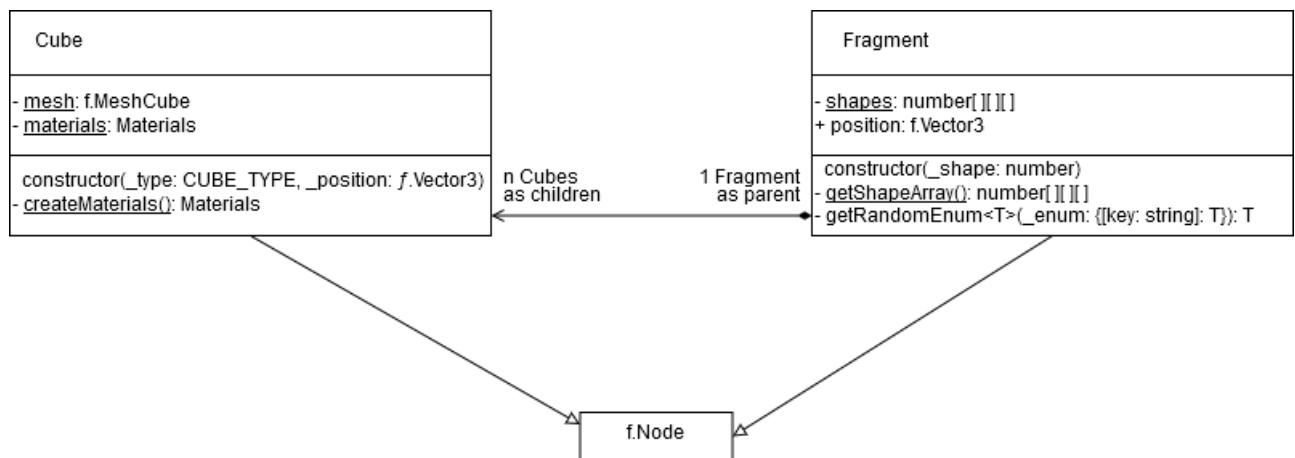 Cube
- mesh: f.MeshCube
- materials: Materials
constructor(_type: CUBE_TYPE, _position: ƒ.Vector3)
- createMaterials(): Materials
n Cubes
as children
1 Fragment
as parent
Fragment
- shapes: number[ ][ ][ ]
+ position: f.Vector3
constructor(_shape: number)
- getShapeArray(): number[ ][ ][ ]
- getRandomEnum<T>(_enum: {[key: string]: T}): T
f.Node